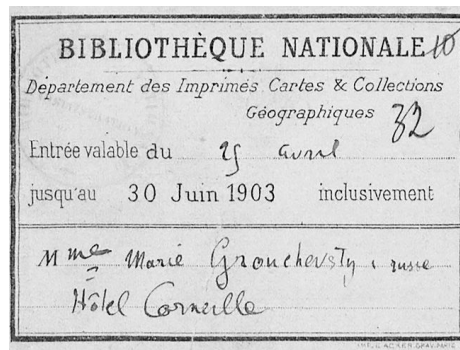 BIBLIOTHÈQUE NATIONALE 10
Département des Imprimés, Cartes & Collections
Géographiques 32
Entrée valable du 25 avril
jusqu'au 30 Juin 1903 inclusivement
Mme Marie Grouchevsty, russe
Hôtel Corneille